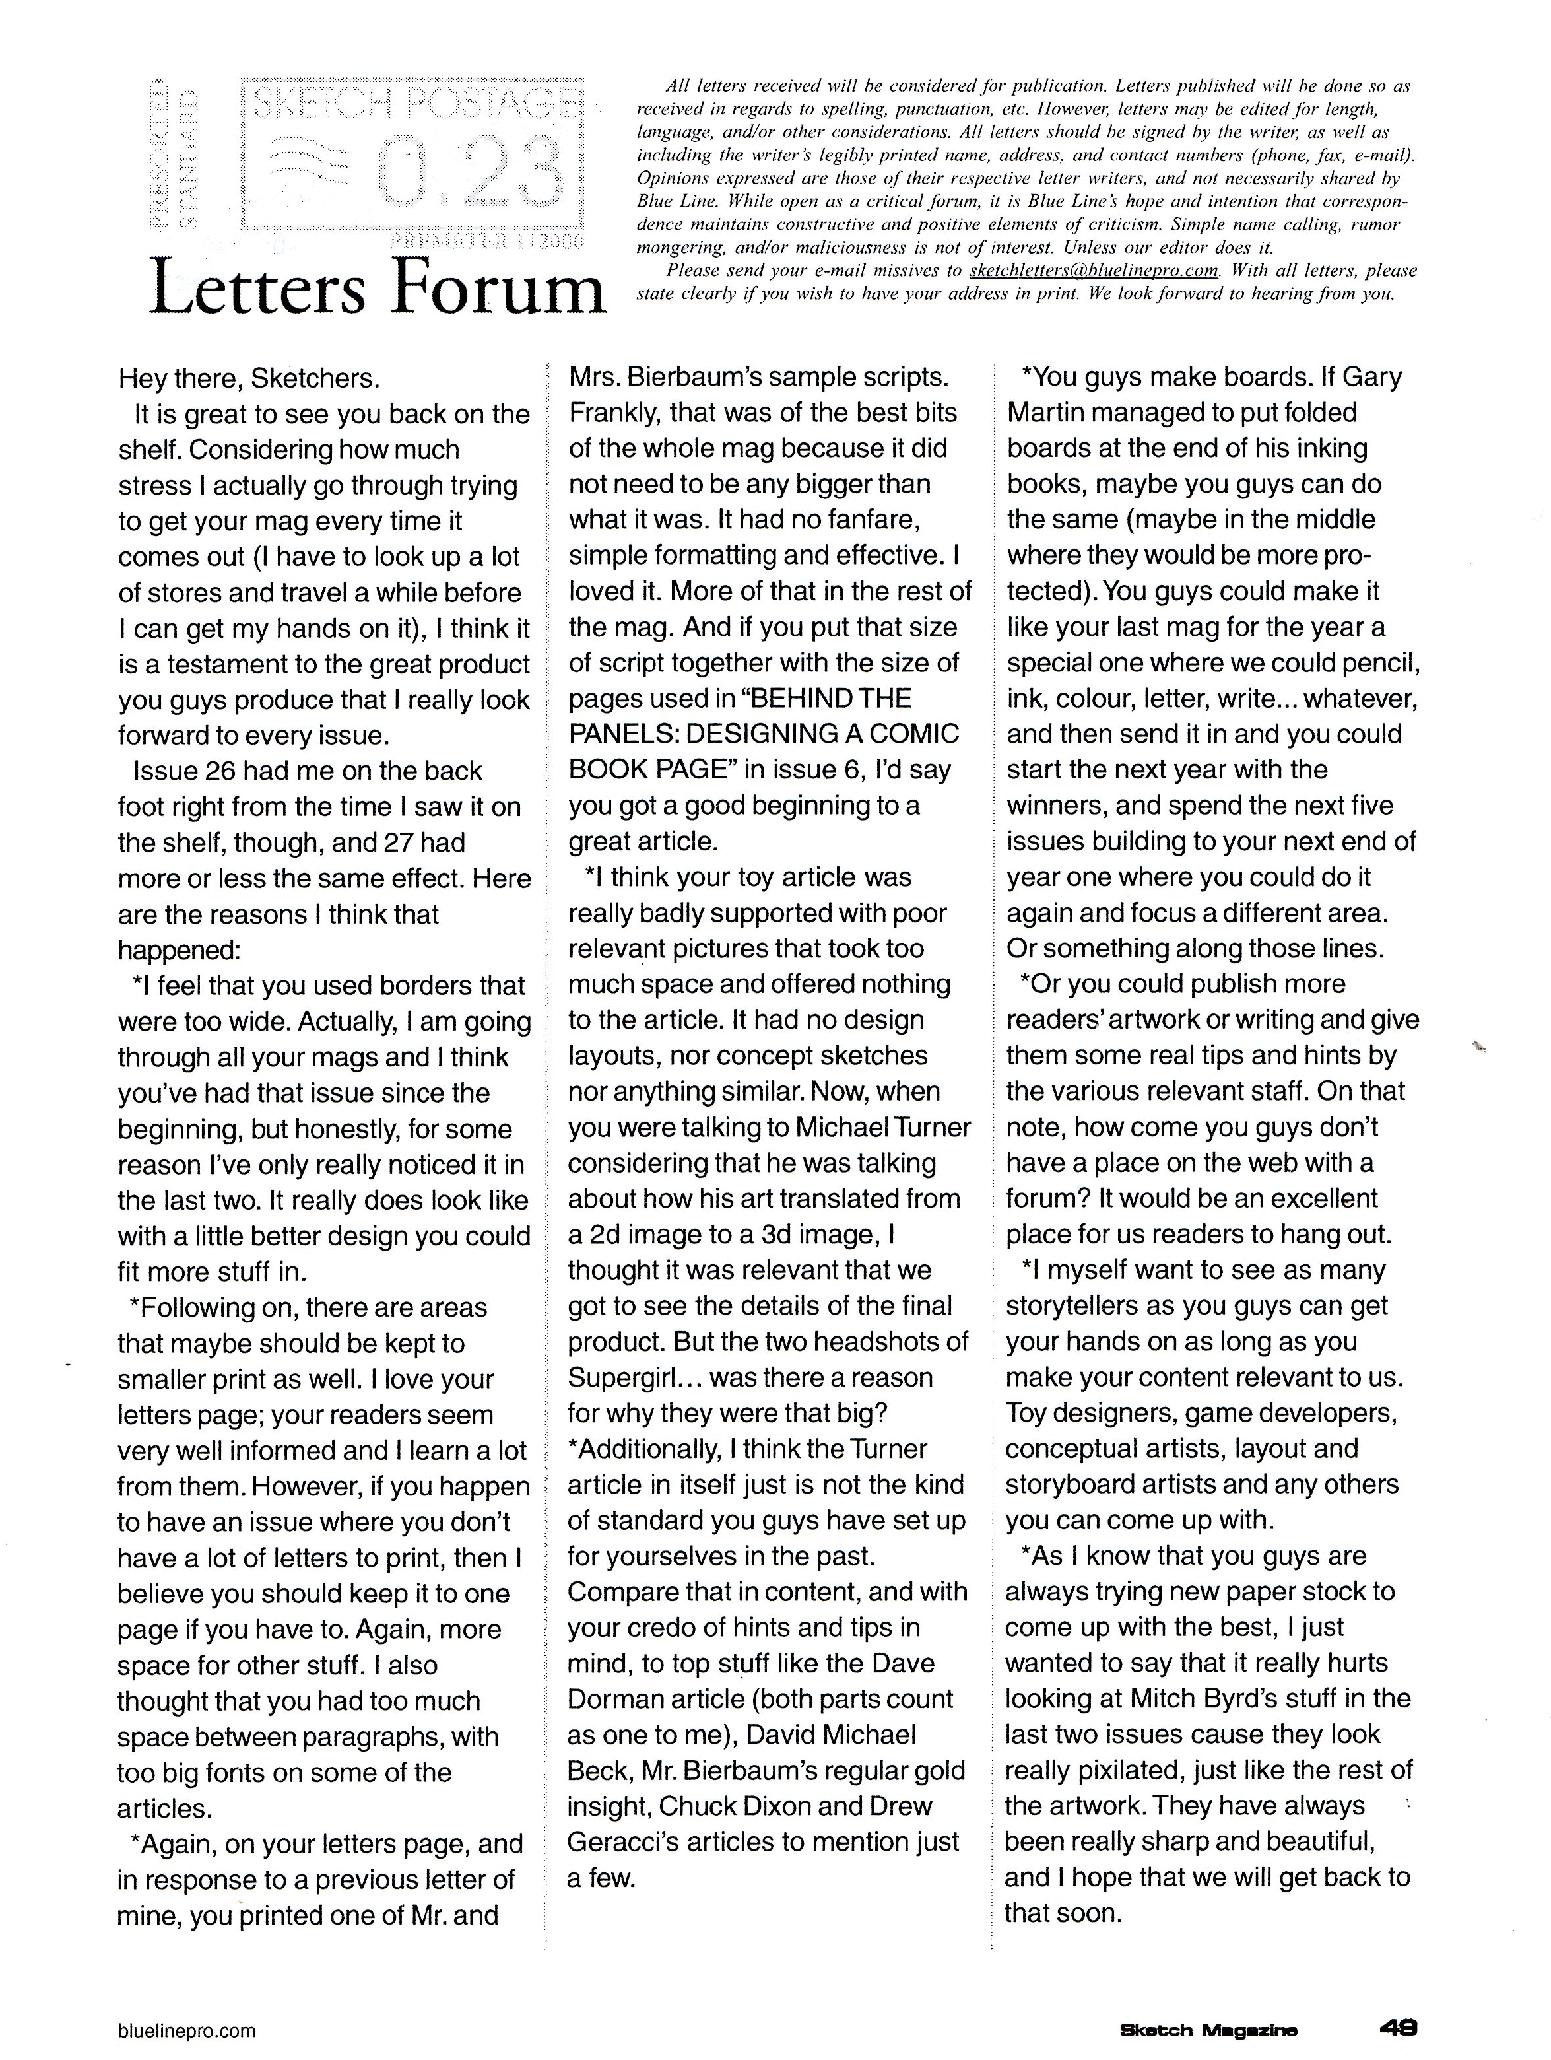 PRESORTED
STANDARD
SKETCH POSTAGE
0.23
PERMIT# 112000
Letters Forum
All letters received will be considered for publication. Letters published will be done so as
received in regards to spelling, punctuation, etc. However, letters may be edited for length,
language, and/or other considerations. All letters should be signed by the writer, as well as
including the writer's legibly printed name, address, and contact numbers (phone, fax, e-mail).
Opinions expressed are those of their respective letter writers, and not necessarily shared by
Blue Line. While open as a critical forum, it is Blue Line's hope and intention that correspon-
dence maintains constructive and positive elements of criticism. Simple name calling, rumor
mongering, and/or maliciousness is not of interest. Unless our editor does it.
Please send your e-mail missives to sketchletters@bluelinepro.com. With all letters, please
state clearly if you wish to have your address in print. We look forward to hearing from you.
Hey there, Sketchers.
It is great to see you back on the
shelf. Considering how much
stress I actually go through trying
to get your mag every time it
comes out (I have to look up a lot
of stores and travel a while before
I can get my hands on it), I think it
is a testament to the great product
you guys produce that I really look
forward to every issue.
Issue 26 had me on the back
foot right from the time I saw it on
the shelf, though, and 27 had
more or less the same effect. Here
are the reasons I think that
happened:
*I feel that you used borders that
were too wide. Actually, I am going
through all your mags and I think
you've had that issue since the
beginning, but honestly, for some
reason I've only really noticed it in
the last two. It really does look like
with a little better design you could
fit more stuff in.
*Following on, there are areas
that maybe should be kept to
smaller print as well. I love your
letters page; your readers seem
very well informed and I learn a lot
from them. However, if you happen
to have an issue where you don't
have a lot of letters to print, then I
believe you should keep it to one
page if you have to. Again, more
space for other stuff. I also
thought that you had too much
space between paragraphs, with
too big fonts on some of the
articles.
*Again, on your letters page, and
in response to a previous letter of
mine, you printed one of Mr. and
Mrs. Bierbaum's sample scripts.
Frankly, that was of the best bits
of the whole mag because it did
not need to be any bigger than
what it was. It had no fanfare,
simple formatting and effective. I
loved it. More of that in the rest of
the mag. And if you put that size
of script together with the size of
pages used in “BEHIND THE
PANELS: DESIGNING A COMIC
BOOK PAGE” in issue 6, I'd say
you got a good beginning to a
great article.
*I think your toy article was
really badly supported with poor
relevant pictures that took too
much space and offered nothing
to the article. It had no design
layouts, nor concept sketches
nor anything similar. Now, when
you were talking to Michael Turner
considering that he was talking
about how his art translated from
a 2d image to a 3d image, I
thought it was relevant that we
got to see the details of the final
product. But the two headshots of
Supergirl... was there a reason
for why they were that big?
*Additionally, I think the Turner
article in itself just is not the kind
of standard you guys have set up
for yourselves in the past.
Compare that in content, and with
your credo of hints and tips in
mind, to top stuff like the Dave
Dorman article (both parts count
as one to me), David Michael
Beck, Mr. Bierbaum's regular gold
insight, Chuck Dixon and Drew
Geracci's articles to mention just
a few.
*You guys make boards. If Gary
Martin managed to put folded
boards at the end of his inking
books, maybe you guys can do
the same (maybe in the middle
where they would be more pro-
tected). You guys could make it
like your last mag for the year a
special one where we could pencil,
ink, colour, letter, write... whatever,
and then send it in and you could
start the next year with the
winners, and spend the next five
issues building to your next end of
year one where you could do it
again and focus a different area.
Or something along those lines.
*Or you could publish more
readers' artwork or writing and give
them some real tips and hints by
the various relevant staff. On that
note, how come you guys don't
have a place on the web with a
forum? It would be an excellent
place for us readers to hang out.
*I myself want to see as many
storytellers as you guys can get
your hands on as long as you
make your content relevant to us.
Toy designers, game developers,
conceptual artists, layout and
storyboard artists and any others
you can come up with.
*As I know that you guys are
always trying new paper stock to
come up with the best, I just
wanted to say that it really hurts
looking at Mitch Byrd's stuff in the
last two issues cause they look
really pixilated, just like the rest of
the artwork. They have always
been really sharp and beautiful,
and I hope that we will get back to
that soon.
bluelinepro.com
Sketch Magazine
49